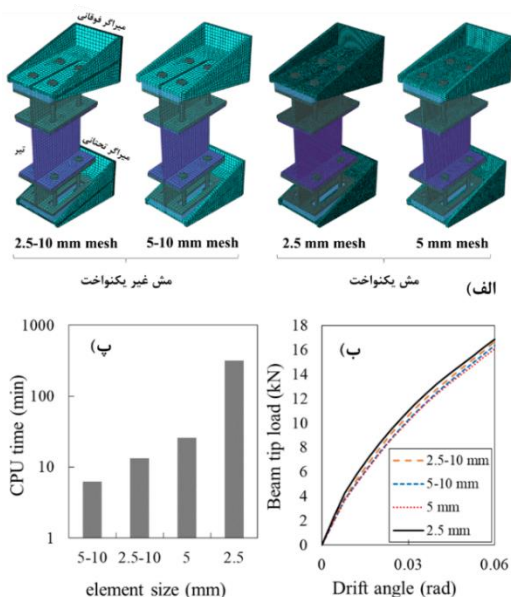 میراگر فوقانی
تیر
میراگر تحتانی
2.5-10 mm mesh
5-10 mm mesh
2.5 mm mesh
5 mm mesh
مش غیر یکنواخت
مش یکنواخت
الف)
پ)
CPU time (min)
1000
100
10
1
5-10
2.5-10
5
2.5
element size (mm)
ب)
Beam tip load (kN)
18
16
14
12
10
8
6
4
2
0
2.5-10 mm
5-10 mm
5 mm
2.5 mm
0
0.03
0.06
Drift angle (rad)